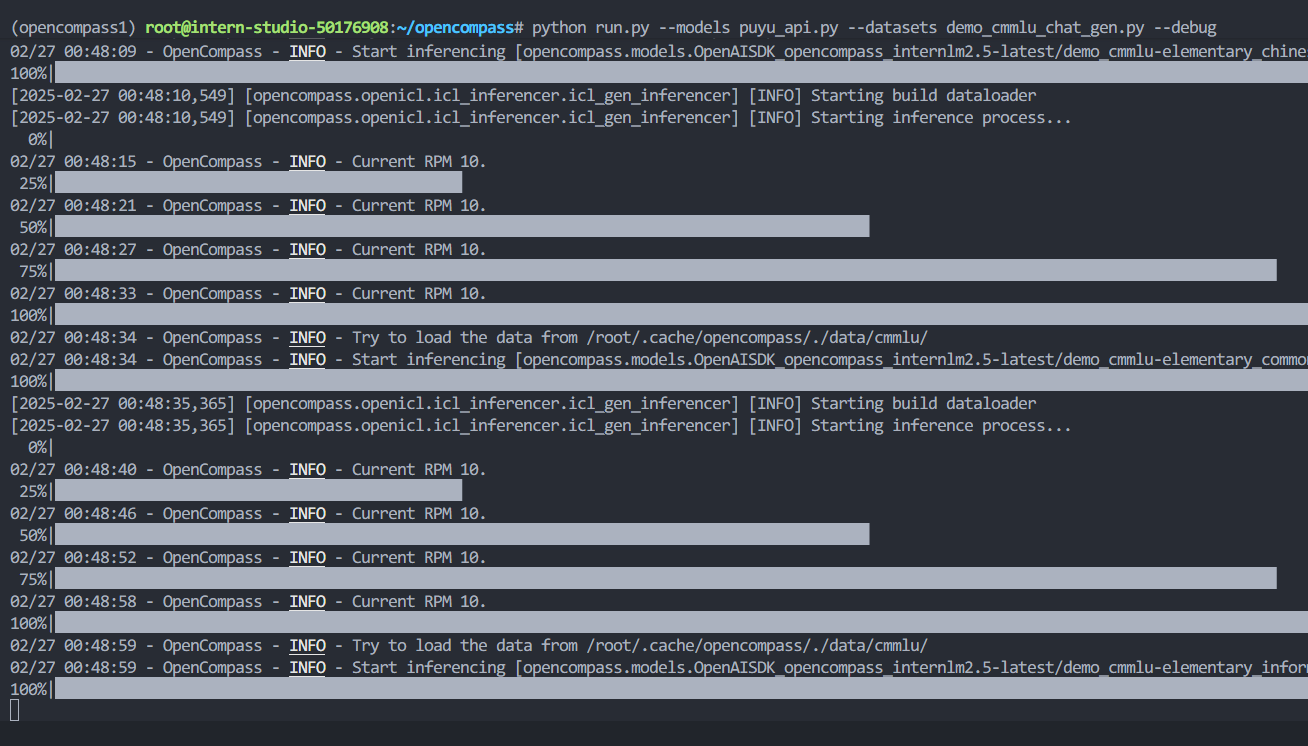 (opencompass1) root@intern-studio-50176908:~/opencompass# python run.py --models puyu_api.py --datasets demo_cmmlu_chat_gen.py --debug
02/27 00:48:09 - OpenCompass - INFO - Start inferencing [opencompass.models.OpenAISDK_opencompass_internlm2.5-latest/demo_cmmlu-elementary_chine
100%|
[2025-02-27 00:48:10,549] [opencompass.openicl.icl_inferencer.icl_gen_inferencer] [INFO] Starting build dataloader
[2025-02-27 00:48:10,549] [opencompass.openicl.icl_inferencer.icl_gen_inferencer] [INFO] Starting inference process...
0%|
02/27 00:48:15 - OpenCompass - INFO - Current RPM 10.
25%|
02/27 00:48:21 - OpenCompass - INFO - Current RPM 10.
50%|
02/27 00:48:27 - OpenCompass - INFO - Current RPM 10.
75%|
02/27 00:48:33 - OpenCompass - INFO - Current RPM 10.
100%|
02/27 00:48:34 - OpenCompass - INFO - Try to load the data from /root/.cache/opencompass/./data/cmmlu/
02/27 00:48:34 - OpenCompass - INFO - Start inferencing [opencompass.models.OpenAISDK_opencompass_internlm2.5-latest/demo_cmmlu-elementary_common
100%|
[2025-02-27 00:48:35,365] [opencompass.openicl.icl_inferencer.icl_gen_inferencer] [INFO] Starting build dataloader
[2025-02-27 00:48:35,365] [opencompass.openicl.icl_inferencer.icl_gen_inferencer] [INFO] Starting inference process...
0%|
02/27 00:48:40 - OpenCompass - INFO - Current RPM 10.
25%|
02/27 00:48:46 - OpenCompass - INFO - Current RPM 10.
50%|
02/27 00:48:52 - OpenCompass - INFO - Current RPM 10.
75%|
02/27 00:48:58 - OpenCompass - INFO - Current RPM 10.
100%|
02/27 00:48:59 - OpenCompass - INFO - Try to load the data from /root/.cache/opencompass/./data/cmmlu/
02/27 00:48:59 - OpenCompass - INFO - Start inferencing [opencompass.models.OpenAISDK_opencompass_internlm2.5-latest/demo_cmmlu-elementary_infor
100%|